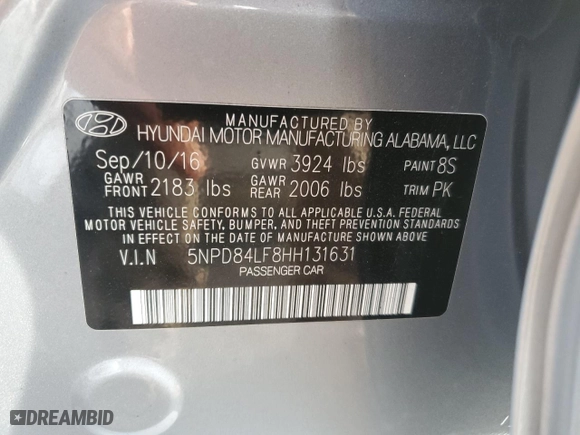 MANUFACTURED BY
HYUNDAI MOTOR MANUFACTURING ALABAMA, LLC
Sep/10/16 GVWR 3924 lbs PAINT 8S
GAWR FRONT 2183 lbs GAWR REAR 2006 lbs TRIM PK
THIS VEHICLE CONFORMS TO ALL APPLICABLE U.S.A. FEDERAL
MOTOR VEHICLE SAFETY, BUMPER, AND THEFT PREVENTION STANDARDS
IN EFFECT ON THE DATE OF MANUFACTURE SHOWN ABOVE.
V.I.N 5NPD84LF8HH131631
PASSENGER CAR
DREAMBID